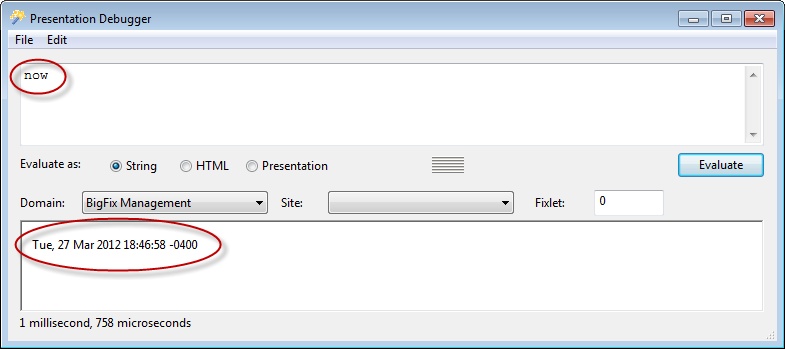 Presentation Debugger
File Edit
now
Evaluate as: String HTML Presentation Evaluate
Domain: BigFix Management Site: Fixlet: 0
Tue, 27 Mar 2012 18:46:58 -0400
1 millisecond, 758 microseconds